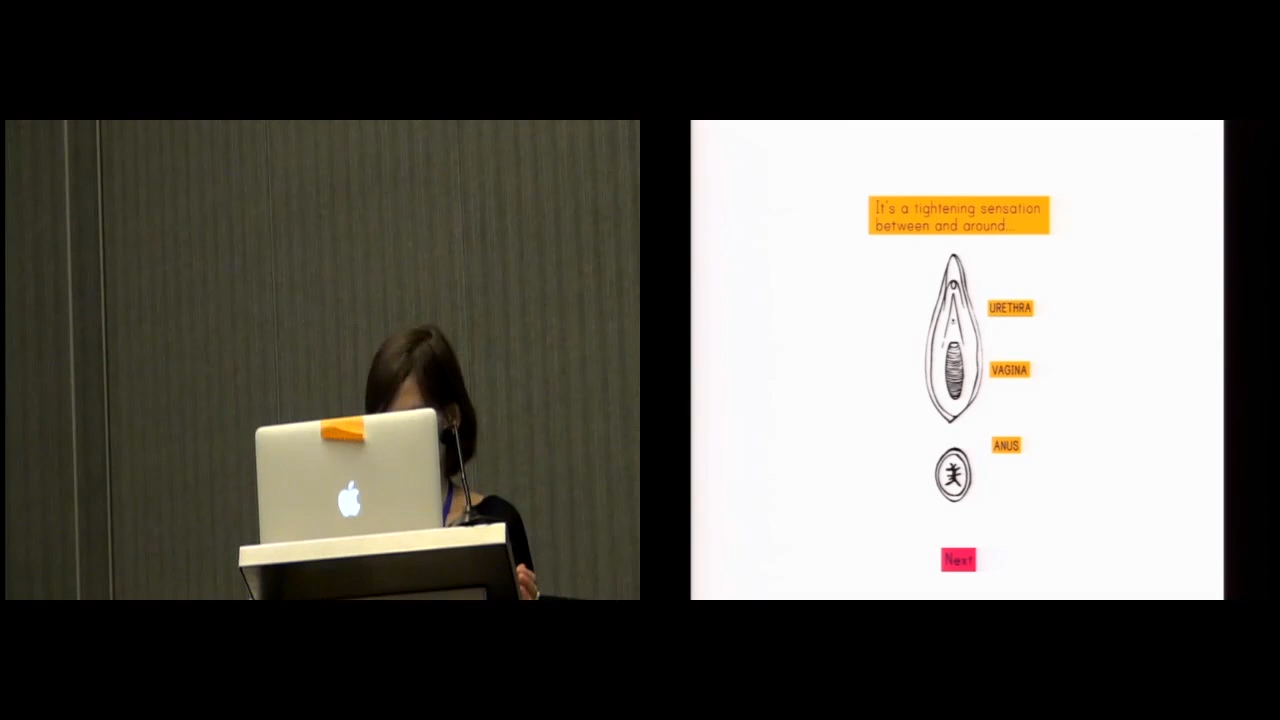 It's a tightening sensation
between and around...
URETHRA
VAGINA
ANUS
Next